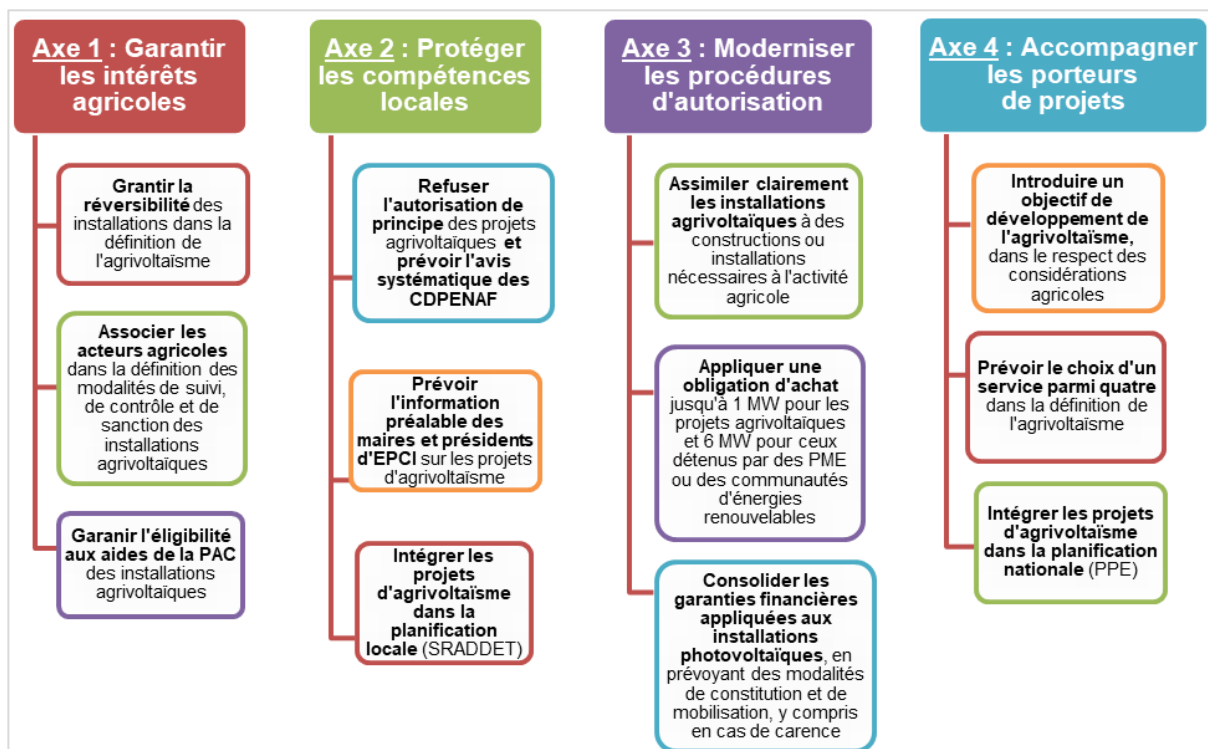 Axe 1 : Garantir
les intérêts
agricoles
Grantir la
réversibilité des
installations dans la
définition de
l'agrivoltaïsme
Associer les
acteurs agricoles
dans la définition des
modalités de suivi,
de contrôle et de
sanction des
installations
agrivoltaïques
Garanir l'éligibilité
aux aides de la PAC
des installations
agrivoltaïques
Axe 2 : Protéger
les compétences
locales
Refuser
l'autorisation de
principe des projets
agrivoltaïques et
prévoir l'avis
systématique des
CDPENAF
Prévoir
l'information
préalable des
maires et présidents
d'EPCI sur les projets
d'agrivoltaïsme
Intégrer les
projets
d'agrivoltaïsme
dans la
planification
locale (SRADDET)
Axe 3 : Moderniser
les procédures
d'autorisation
Assimiler clairement
les installations
agrivoltaïques à des
constructions ou
installations
nécessaires à l'activité
agricole
Appliquer une
obligation d'achat
jusqu'à 1 MW pour les
projets agrivoltaïques
et 6 MW pour ceux
détenus par des PME
ou des communautés
d'énergies
renouvelables
Consolider les
garanties financières
appliquées aux
installations
photovoltaïques, en
prévoyant des modalités
de constitution et de
mobilisation, y compris
en cas de carence
Axe 4 : Accompagner
les porteurs
de projets
Introduire un
objectif de
développement de
l'agrivoltaïsme,
dans le respect des
considérations
agricoles
Prévoir le choix d'un
service parmi quatre
dans la définition de
l'agrivoltaïsme
Intégrer les projets
d'agrivoltaïsme
dans la planification
nationale (PPE)